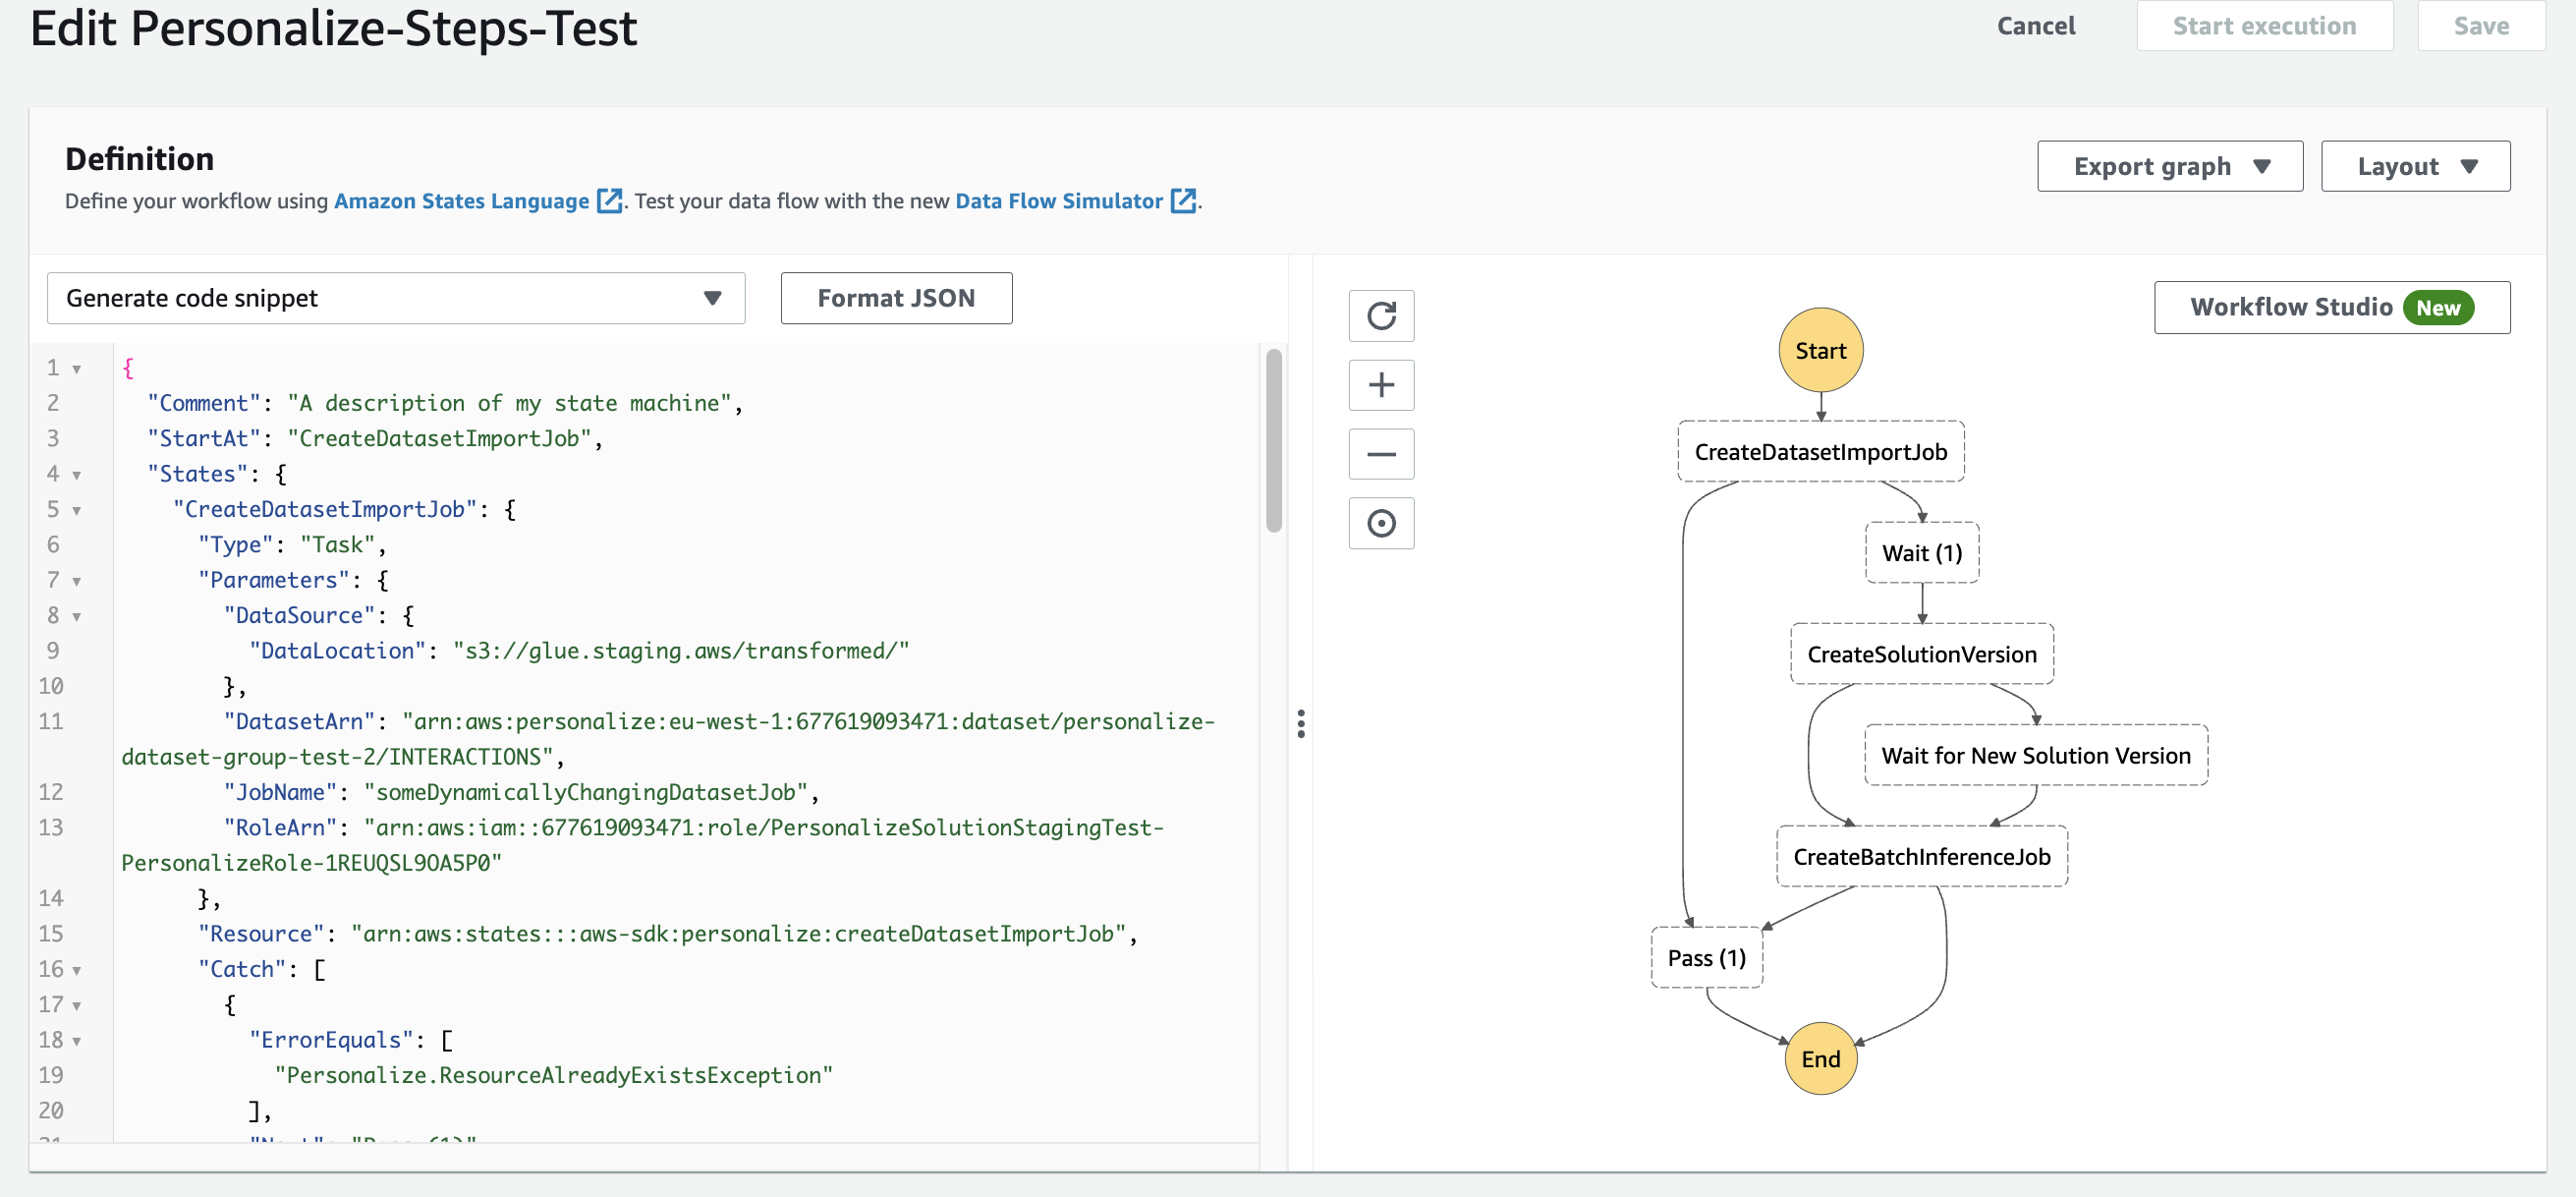 Edit Personalize-Steps-Test
Cancel
Start execution
Save
Definition
Define your workflow using Amazon States Language . Test your data flow with the new Data Flow Simulator .
Export graph
Layout
Generate code snippet
Format JSON
1 {
2 "Comment": "A description of my state machine",
3 "StartAt": "CreateDatasetImportJob",
4 "States": {
5 "CreateDatasetImportJob": {
6 "Type": "Task",
7 "Parameters": {
8 "DataSource": {
9 "DataLocation": "s3://glue.staging.aws/transformed/"
10 },
11 "DatasetArn": "arn:aws:personalize:eu-west-1:677619093471:dataset/personalize-
dataset-group-test-2/INTERACTIONS",
12 "JobName": "someDynamicallyChangingDatasetJob",
13 "RoleArn": "arn:aws:iam::677619093471:role/PersonalizeSolutionStagingTest-
PersonalizeRole-1REUQSL9OA5P0"
14 },
15 "Resource": "arn:aws:states:::aws-sdk:personalize:createDatasetImportJob",
16 "Catch": [
17 {
18 "ErrorEquals": [
19 "Personalize.ResourceAlreadyExistsException"
20 ],
Workflow Studio New
Start
CreateDatasetImportJob
Wait (1)
CreateSolutionVersion
Wait for New Solution Version
CreateBatchInferenceJob
Pass (1)
End